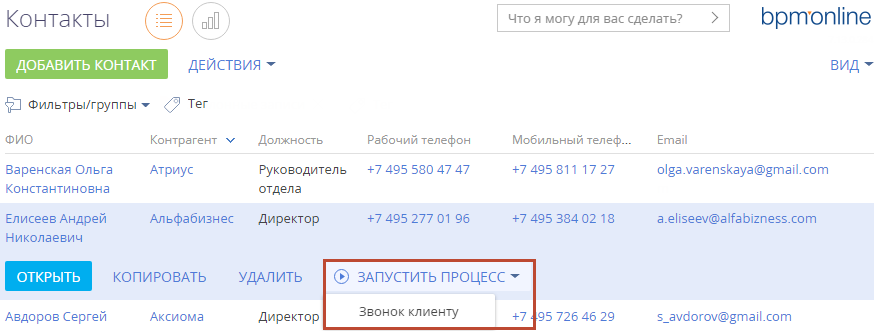 Контакты
Что я могу для вас сделать?
bpmonline
ДОБАВИТЬ КОНТАКТ
ДЕЙСТВИЯ
ВИД
Фильтры/группы
Тег
ФИО Контрагент Должность Рабочий телефон Мобильный телеф... Email
Варенская Ольга Атриус Руководитель +7 495 580 47 47 +7 495 811 17 27 olga.varenskaya@gmail.com
Константиновна отдела
Елисеев Андрей Альфабизнес Директор +7 495 277 01 96 +7 495 384 02 18 a.eliseev@alfabizness.com
Николаевич
ОТКРЫТЬ КОПИРОВАТЬ УДАЛИТЬ ЗАПУСТИТЬ ПРОЦЕСС
Звонок клиенту
Авдоров Сергей Аксиома Директор +7 495 726 46 29 s_avdorov@gmail.com